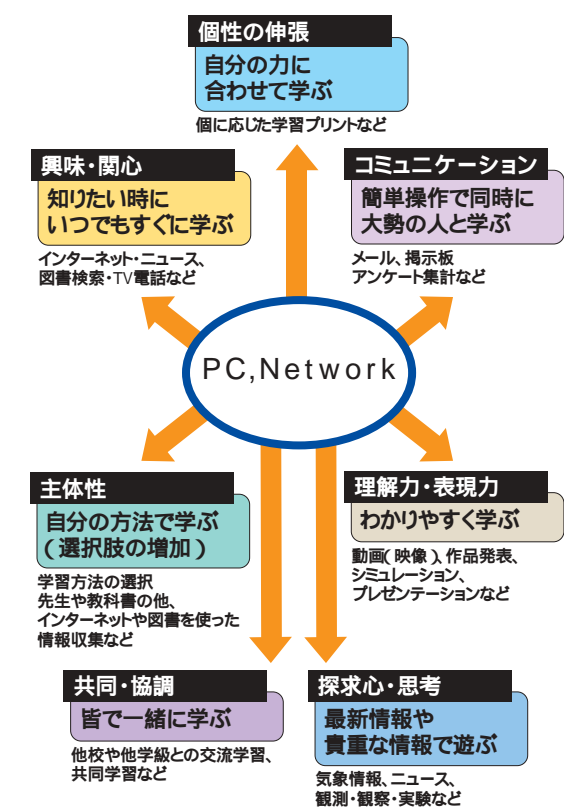 個性の伸張
自分の力に
合わせて学ぶ
個に応じた学習プリントなど
興味・関心
知りたい時に
いつでもすぐに学ぶ
インターネット・ニュース、
図書検索・TV電話など
コミュニケーション
簡単操作で同時に
大勢の人と学ぶ
メール、掲示板
アンケート集計など
PC,Network
主体性
自分の方法で学ぶ
(選択肢の増加)
学習方法の選択
先生や教科書の他、
インターネットや図書を使った
情報収集など
理解力・表現力
わかりやすく学ぶ
動画(映像)、作品発表、
シミュレーション、
プレゼンテーションなど
共同・協調
皆で一緒に学ぶ
他校や他学級との交流学習、
共同学習など
探求心・思考
最新情報や
貴重な情報で遊ぶ
気象情報、ニュース、
観測・観察・実験など